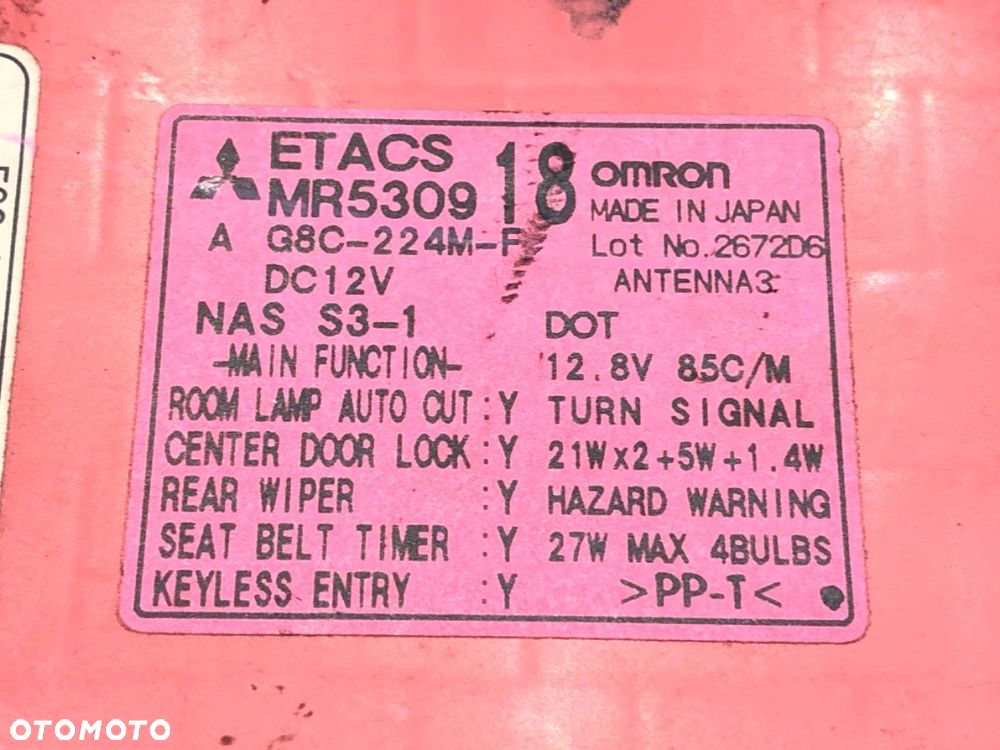 ETACS
MR530918
A G8C-224M-F
DC12V
NAS S3-1
-MAIN FUNCTION-
ROOM LAMP AUTO CUT:Y
CENTER DOOR LOCK:Y
REAR WIPER :Y
SEAT BELT TIMER :Y
KEYLESS ENTRY :Y
OMRON
MADE IN JAPAN
Lot No.2672D6
ANTENNA3
DOT
12.8V 85C/M
TURN SIGNAL
21Wx2+5W+1.4W
HAZARD WARNING
27W MAX 4BULBS
>PP-T<
OTOMOTO